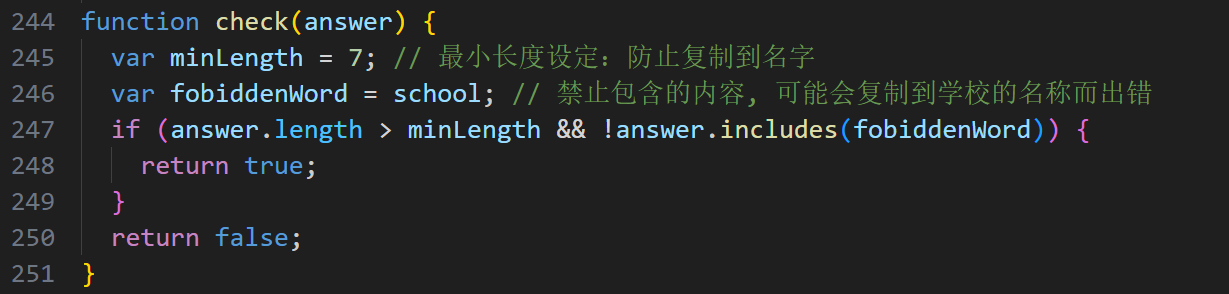 244 function check(answer) {
245   var minLength = 7; // 最小长度设定：防止复制到名字
246   var fobiddenWord = school; // 禁止包含的内容, 可能会复制到学校的名称而出错
247   if (answer.length > minLength && !answer.includes(fobiddenWord)) {
248     return true;
249   }
250   return false;
251 }